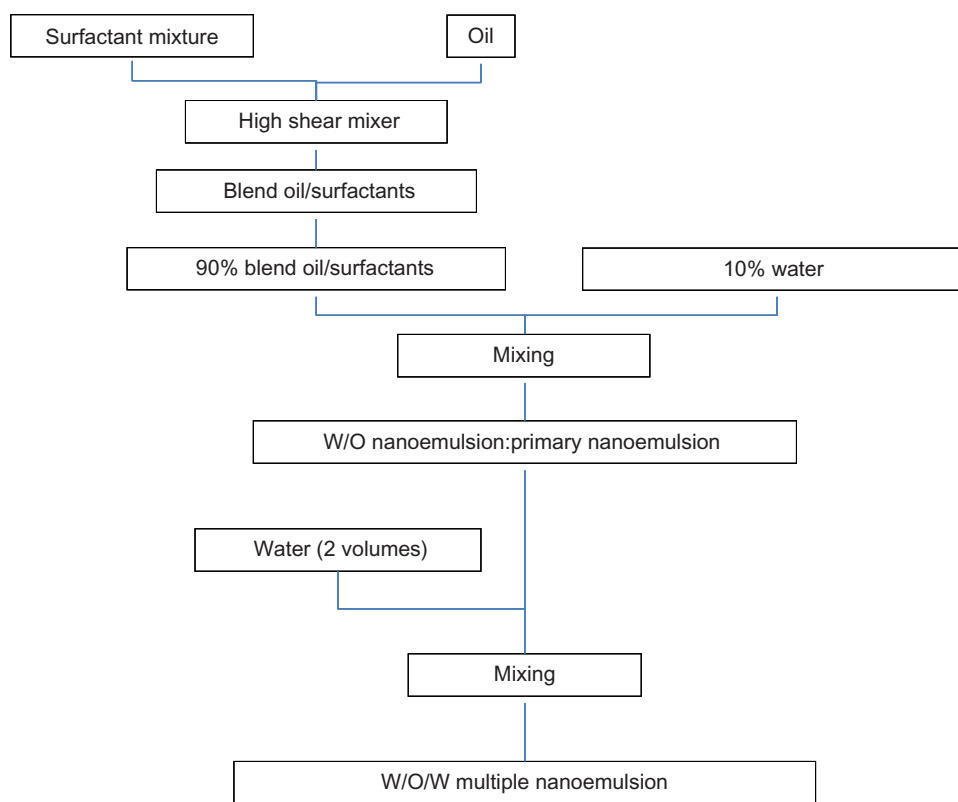 Surfactant mixture
Oil
High shear mixer
Blend oil/surfactants
90% blend oil/surfactants
10% water
Mixing
W/O nanoemulsion:primary nanoemulsion
Water (2 volumes)
Mixing
W/O/W multiple nanoemulsion